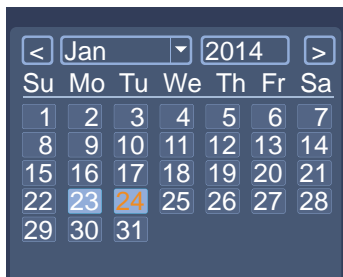 < Jan 2014 >
Su Mo Tu We Th Fr Sa
1 2 3 4 5 6 7
8 9 10 11 12 13 14
15 16 17 18 19 20 21
22 23 24 25 26 27 28
29 30 31